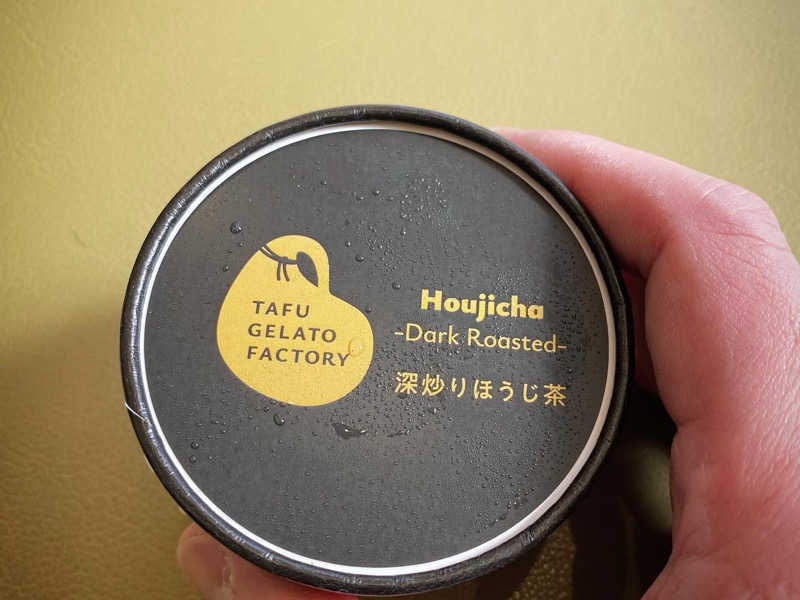 TAFU
GELATO
FACTORY
Houjicha
-Dark Roasted-
深炒りほうじ茶